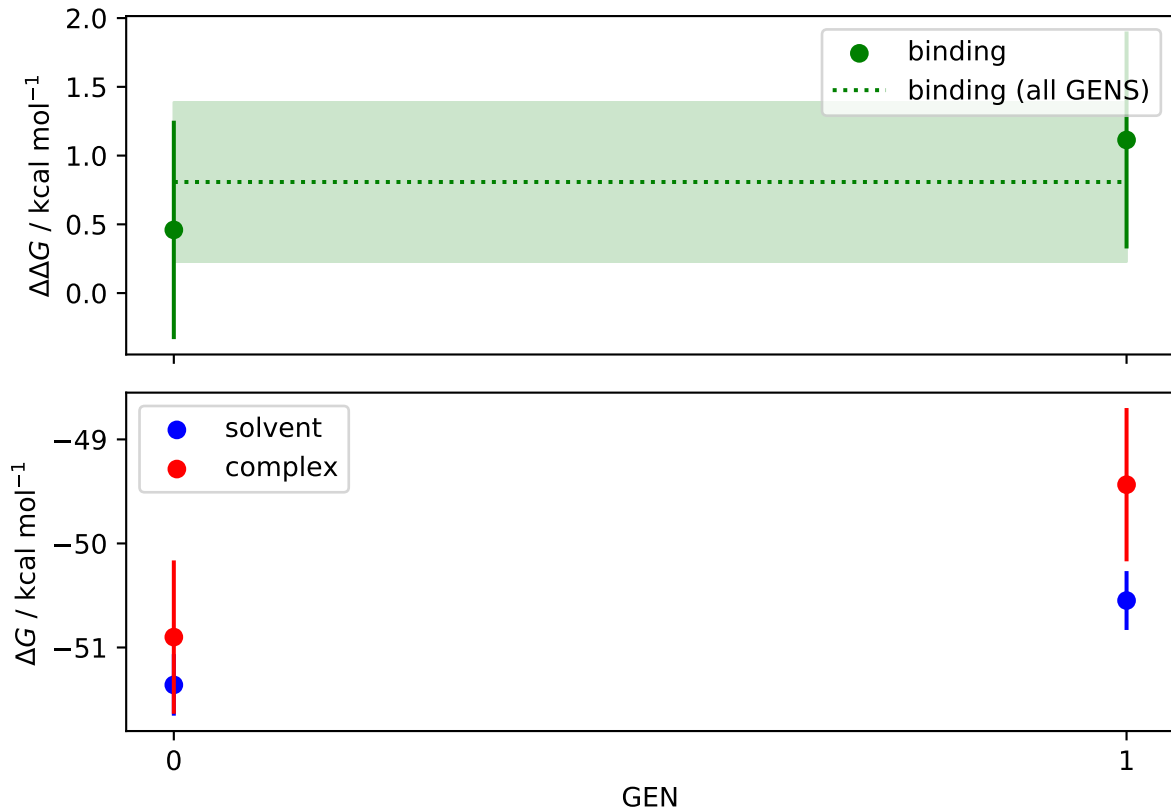 2.0
1.5
1.0
0.5
0.0
ΔΔG / kcal mol⁻¹
binding
binding (all GENS)
−49
−50
−51
ΔG / kcal mol⁻¹
solvent
complex
0
1
GEN